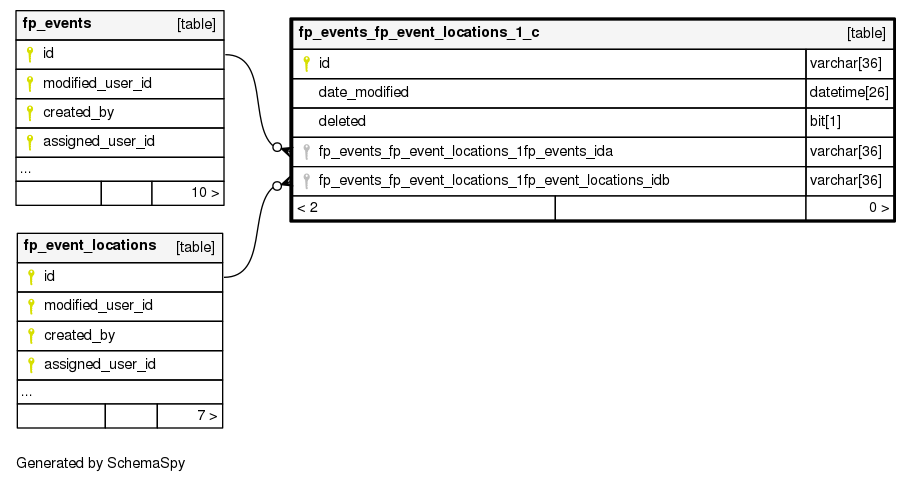 fp_events [table]
id
modified_user_id
created_by
assigned_user_id
...
10 >
fp_events_fp_event_locations_1_c [table]
id varchar[36]
date_modified datetime[26]
deleted bit[1]
fp_events_fp_event_locations_1fp_events_ida varchar[36]
fp_events_fp_event_locations_1fp_event_locations_idb varchar[36]
< 2 0 >
fp_event_locations [table]
id
modified_user_id
created_by
assigned_user_id
...
7 >
Generated by SchemaSpy